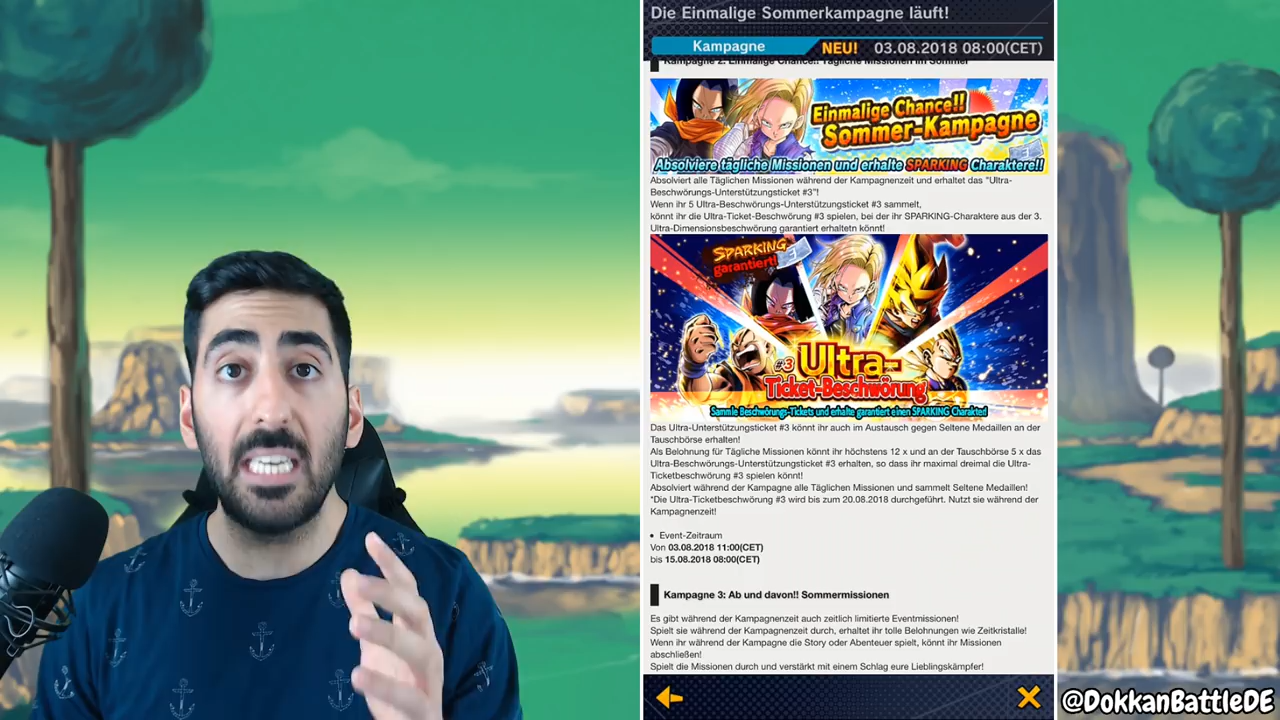 Die Einmalige Sommerkampagne läuft!
Kampagne NEU! 03.08.2018 08:00(CET)
Kampagne 2: Einmalige Chance!! Tägliche Missionen im Sommer
Einmalige Chance!!
Sommer-Kampagne
Absolviere tägliche Missionen und erhalte SPARKING Charaktere!!
Absolviert alle Täglichen Missionen während der Kampagnenzeit und erhaltet das "Ultra-
Beschwörungs-Unterstützungsticket #3"!
Wenn ihr 5 Ultra-Beschwörungs-Unterstützungsticket #3 sammelt,
könnt ihr die Ultra-Ticket-Beschwörung #3 spielen, bei der ihr SPARKING-Charaktere aus der 3.
Ultra-Dimensionsbeschwörung garantiert erhaltetn könnt!
SPARKING
garantiert!
3
#3 Ultra-
Ticket-Beschwörung
Sammle Beschwörungs-Tickets und erhalte garantiert einen SPARKING Charakter!
Das Ultra-Unterstützungsticket #3 könnt ihr auch im Austausch gegen Seltene Medaillen an der
Tauschbörse erhalten!
Als Belohnung für Tägliche Missionen könnt ihr höchstens 12 x und an der Tauschbörse 5 x das
Ultra-Beschwörungs-Unterstützungsticket #3 erhalten, so dass ihr maximal dreimal die Ultra-
Ticketbeschwörung #3 spielen könnt!
Absolviert während der Kampagne alle Täglichen Missionen und sammelt Seltene Medaillen!
*Die Ultra-Ticketbeschwörung #3 wird bis zum 20.08.2018 durchgeführt. Nutzt sie während der
Kampagnenzeit!
• Event-Zeitraum
Von 03.08.2018 11:00(CET)
bis 15.08.2018 08:00(CET)
Kampagne 3: Ab und davon!! Sommermissionen
Es gibt während der Kampagnenzeit auch zeitlich limitierte Eventmissionen!
Spielt sie während der Kampagnenzeit durch, erhaltet ihr tolle Belohnungen wie Zeitkristalle!
Wenn ihr während der Kampagne die Story oder Abenteuer spielt, könnt ihr Missionen
abschließen!
Spielt die Missionen durch und verstärkt mit einem Schlag eure Lieblingskämpfer!
@DokkanBattleDE